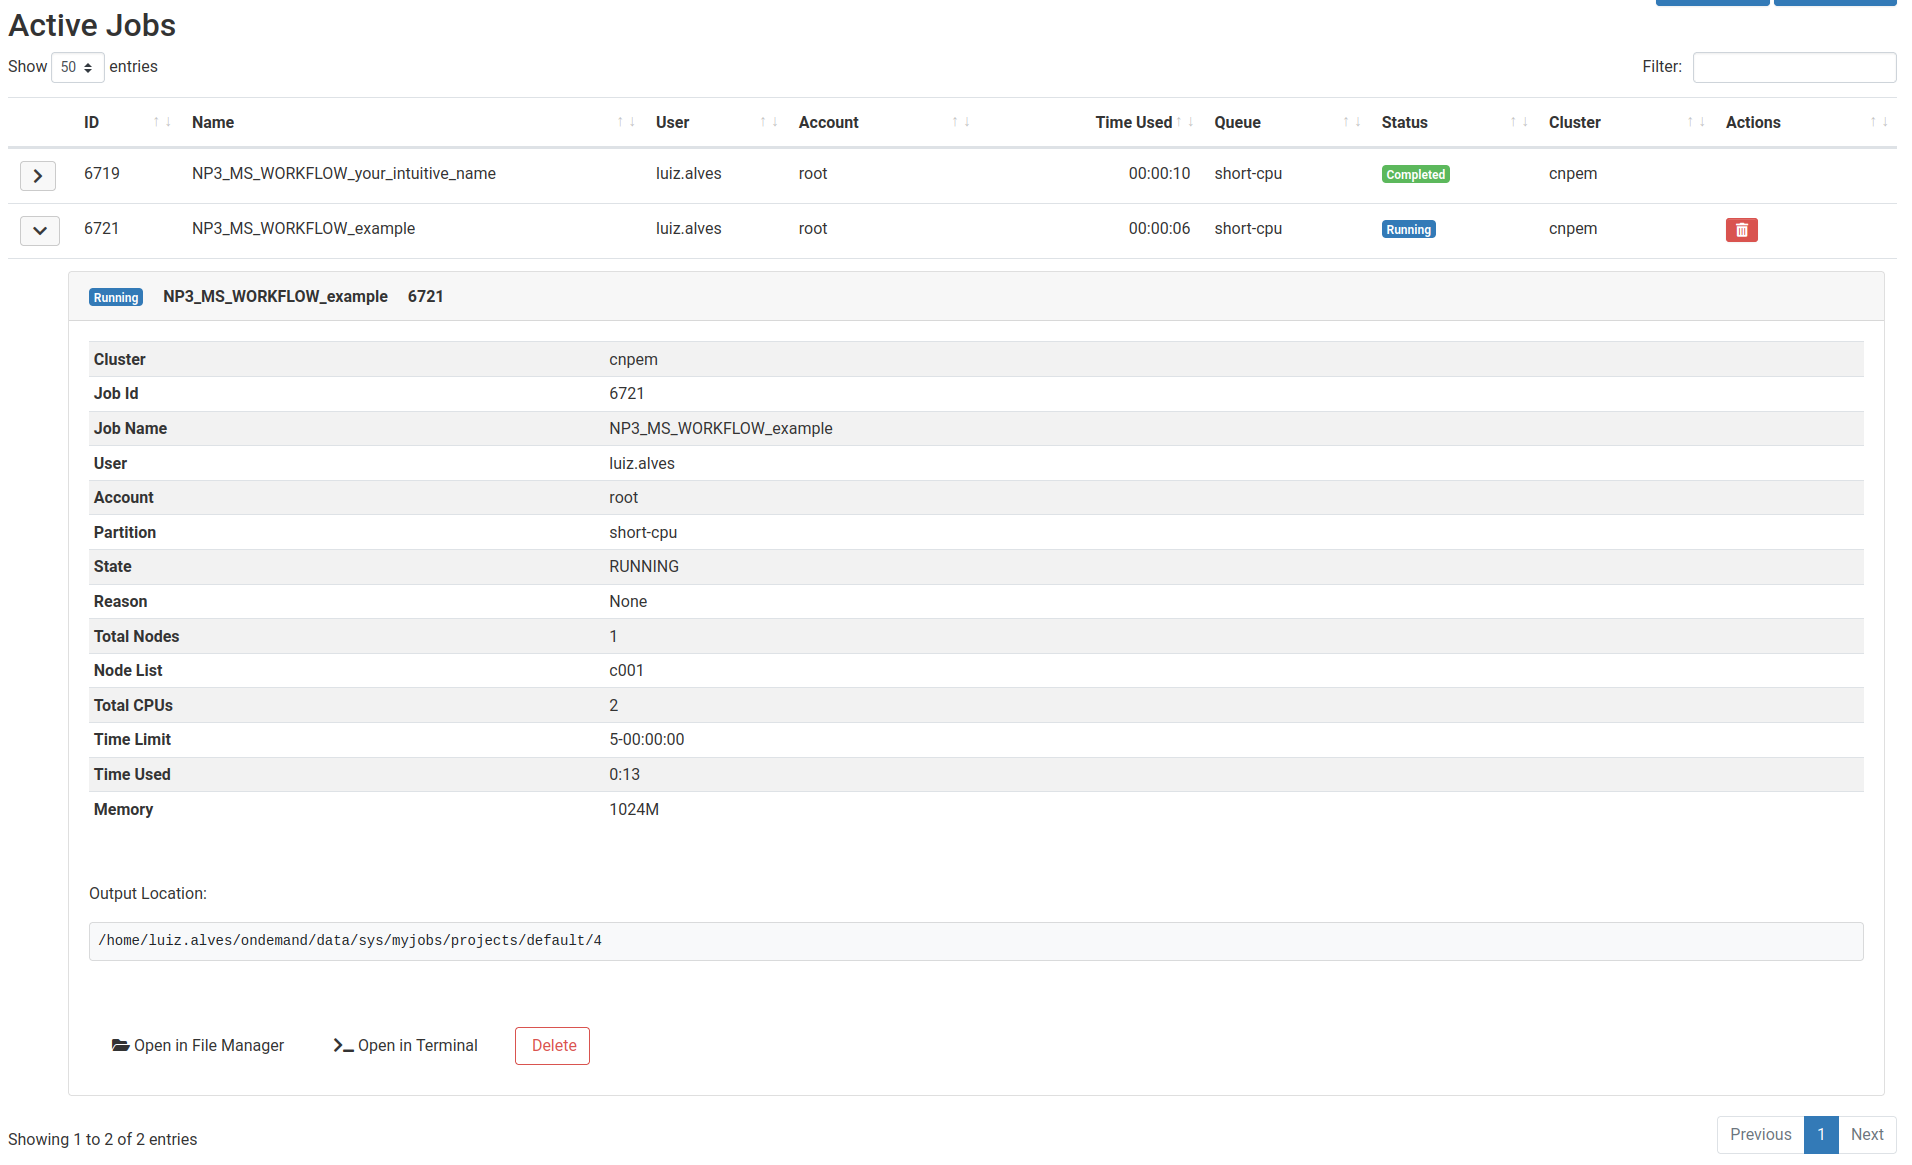 Active Jobs
Show 50 entries
Filter:
ID Name User Account Time Used Queue Status Cluster Actions
6719 NP3_MS_WORKFLOW_your_intuitive_name luiz.alves root 00:00:10 short-cpu Completed cnpem
6721 NP3_MS_WORKFLOW_example luiz.alves root 00:00:06 short-cpu Running cnpem
Running NP3_MS_WORKFLOW_example 6721
Cluster cnpem
Job Id 6721
Job Name NP3_MS_WORKFLOW_example
User luiz.alves
Account root
Partition short-cpu
State RUNNING
Reason None
Total Nodes 1
Node List c001
Total CPUs 2
Time Limit 5-00:00:00
Time Used 0:13
Memory 1024M
Output Location:
/home/luiz.alves/ondemand/data/sys/myjobs/projects/default/4
Open in File Manager Open in Terminal Delete
Showing 1 to 2 of 2 entries
Previous 1 Next